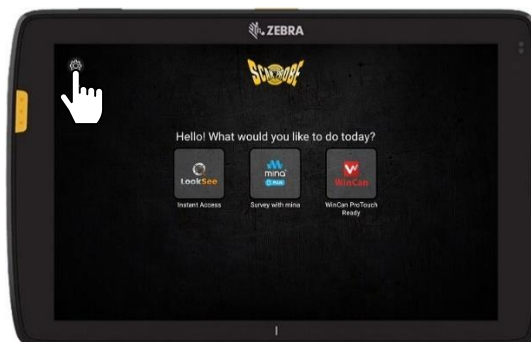 ZEBRA
SCANPROBE
Hello! What would you like to do today?
LookSee
mina
PLUS
WinCan
Instant Access
Survey with mina
WinCan ProTouch
Ready